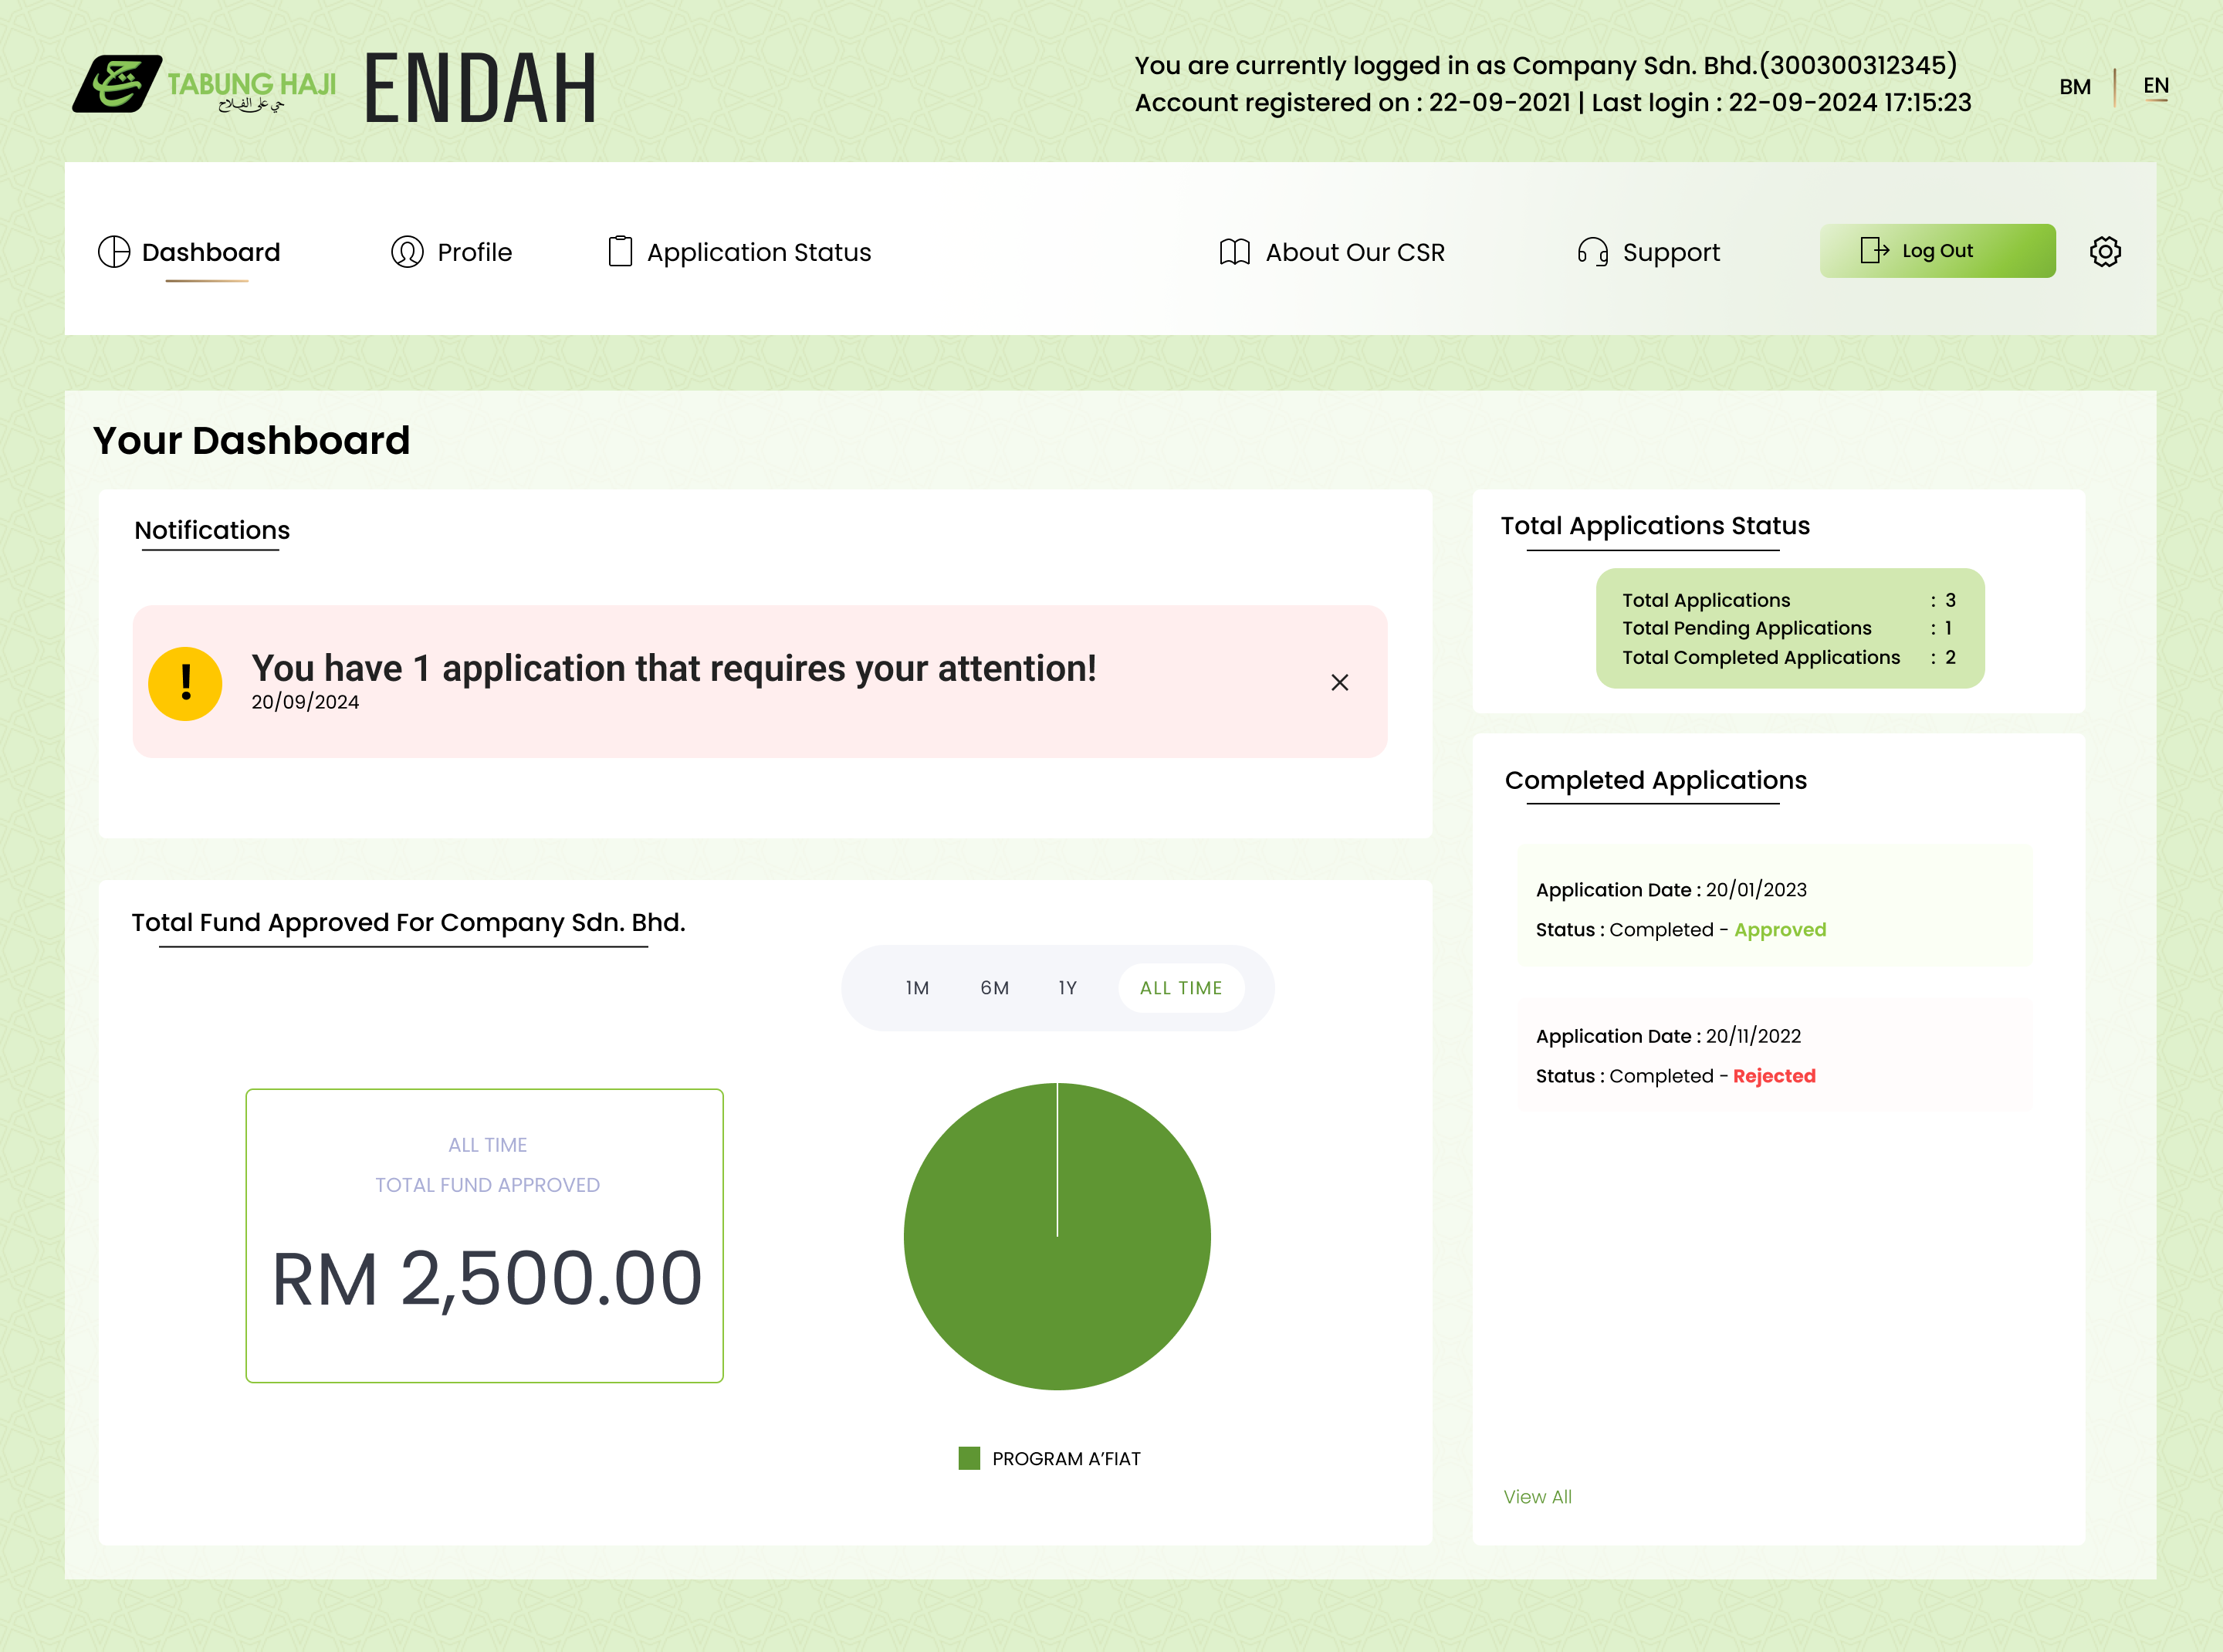 TABUNG HAJI
حي على الفلاح
ENDAH
You are currently logged in as Company Sdn. Bhd.(300300312345)
Account registered on : 22-09-2021 | Last login : 22-09-2024 17:15:23
BM
EN
Dashboard
Profile
Application Status
About Our CSR
Support
Log Out
Your Dashboard
Notifications
!
You have 1 application that requires your attention!
20/09/2024
Total Applications Status
Total Applications : 3
Total Pending Applications : 1
Total Completed Applications : 2
Completed Applications
Application Date : 20/01/2023
Status : Completed - Approved
Application Date : 20/11/2022
Status : Completed - Rejected
View All
Total Fund Approved For Company Sdn. Bhd.
1M 6M 1Y ALL TIME
ALL TIME
TOTAL FUND APPROVED
RM 2,500.00
PROGRAM A’FIAT